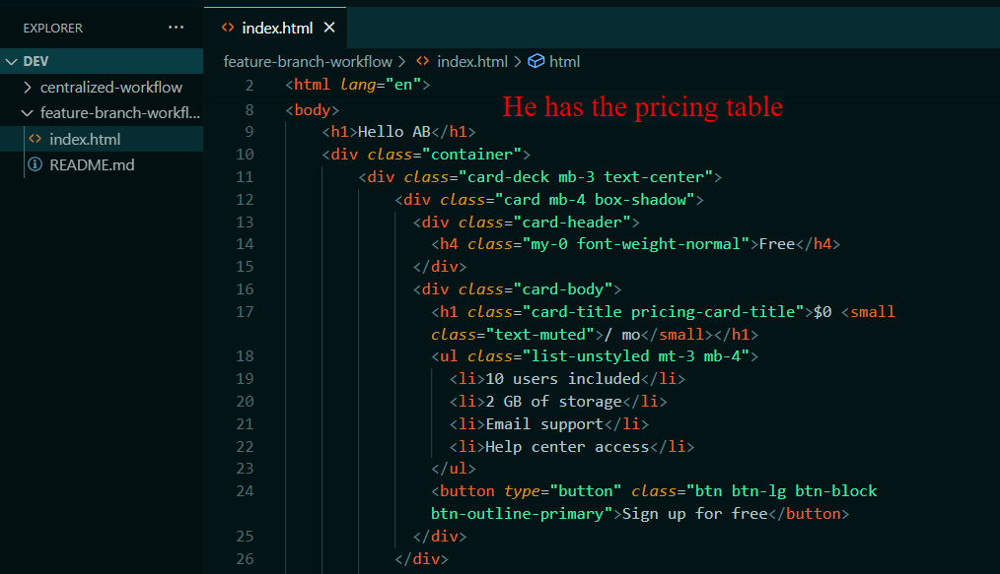 EXPLORER ···
index.html ×
DEV
feature-branch-workflow > index.html > html
centralized-workflow
feature-branch-workfl...
index.html
README.md
2 <html lang="en">
He has the pricing table
8 <body>
9 <h1>Hello AB</h1>
10 <div class="container">
11 <div class="card-deck mb-3 text-center">
12 <div class="card mb-4 box-shadow">
13 <div class="card-header">
14 <h4 class="my-0 font-weight-normal">Free</h4>
15 </div>
16 <div class="card-body">
17 <h1 class="card-title pricing-card-title">$0 <small
class="text-muted">/ mo</small></h1>
18 <ul class="list-unstyled mt-3 mb-4">
19 <li>10 users included</li>
20 <li>2 GB of storage</li>
21 <li>Email support</li>
22 <li>Help center access</li>
23 </ul>
24 <button type="button" class="btn btn-lg btn-block
btn-outline-primary">Sign up for free</button>
25 </div>
26 </div>